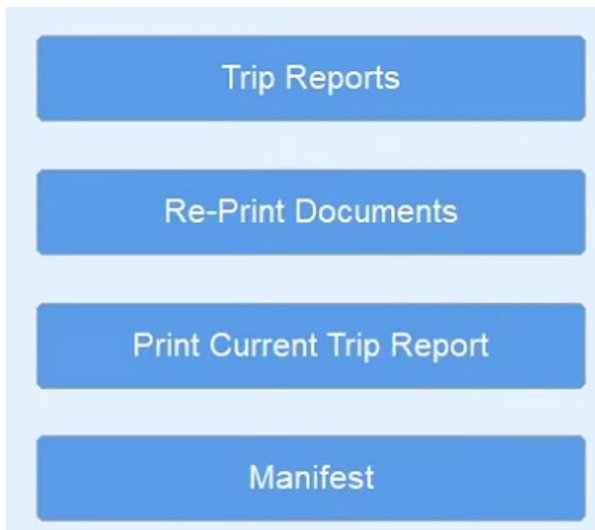 Trip Reports
Re-Print Documents
Print Current Trip Report
Manifest